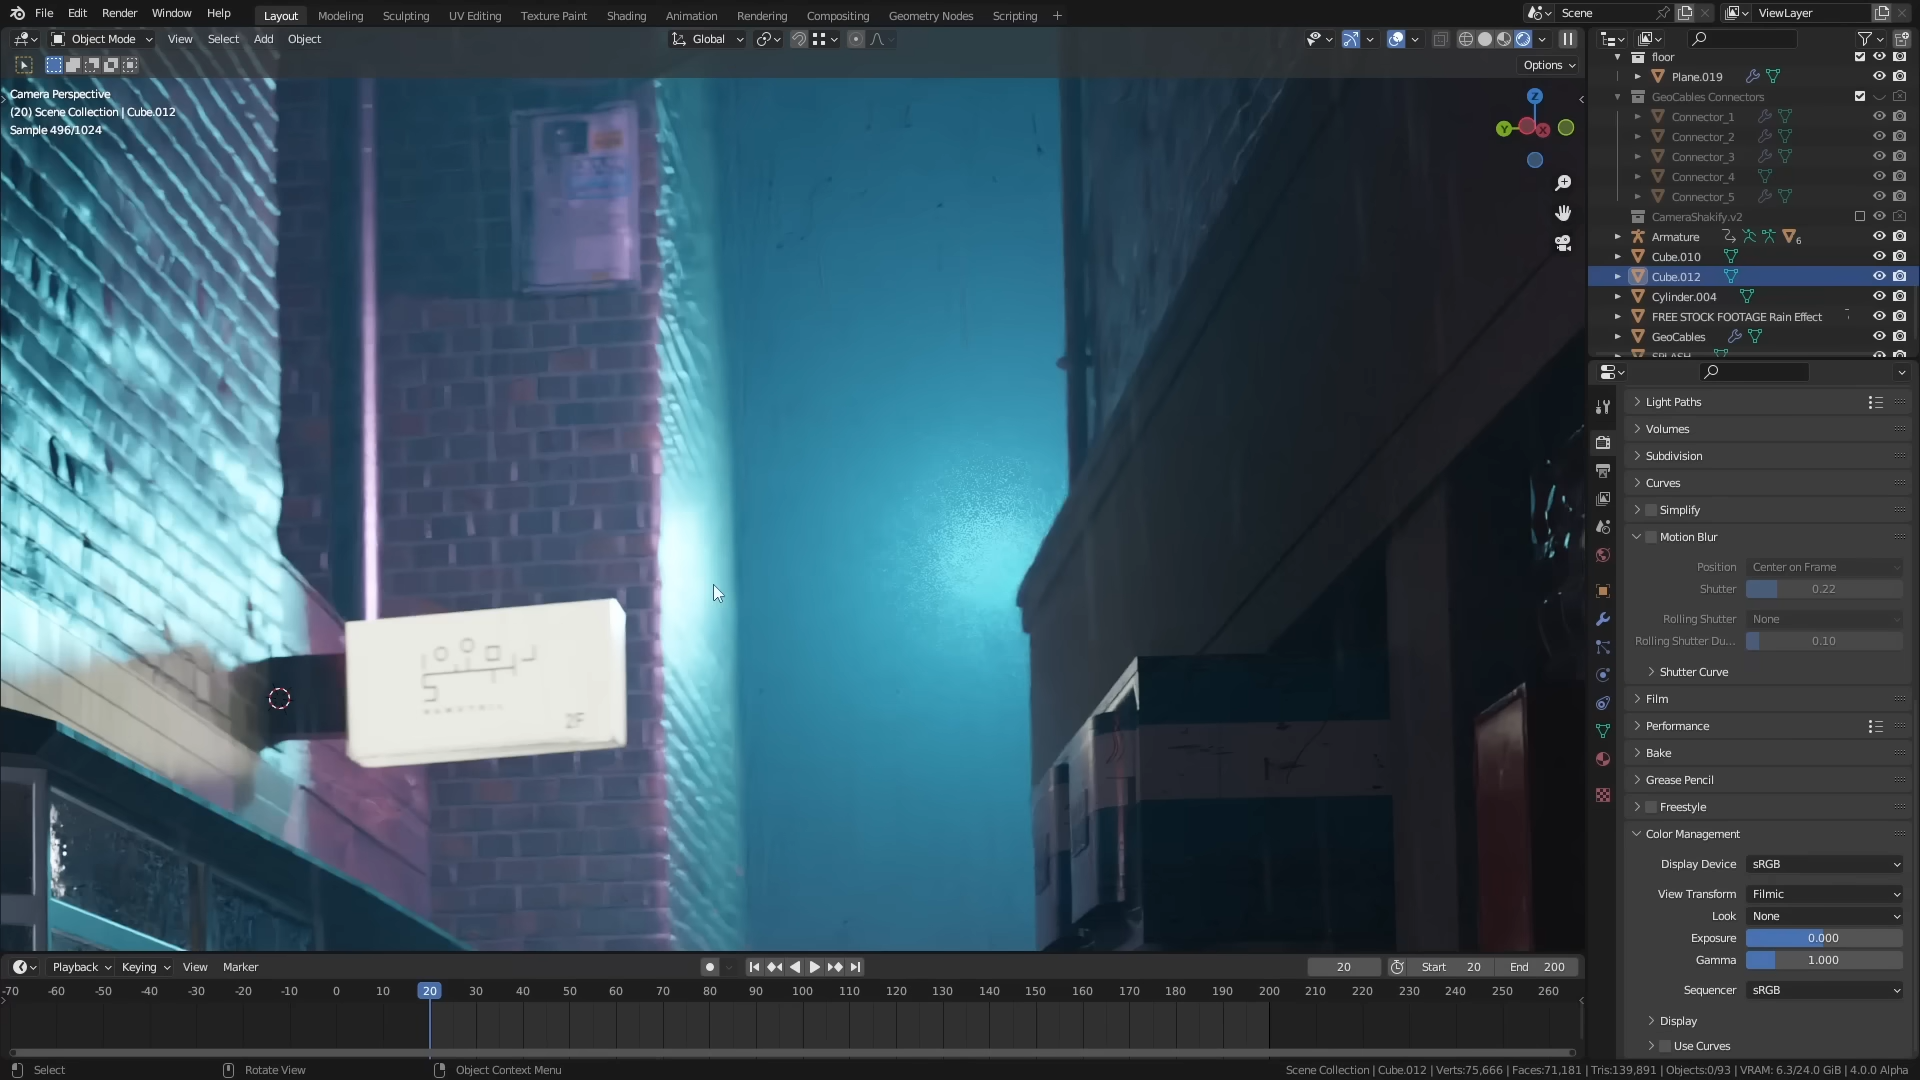 File Edit Render Window Help Layout Modeling Sculpting UV Editing Texture Paint Shading Animation Rendering Compositing Geometry Nodes Scripting + Scene ViewLayer
Object Mode View Select Add Object Global
Options
Camera Perspective
(20) Scene Collection | Cube.012
Sample 496/1024
Z
Y
X
2F
floor
Plane.019
GeoCables Connectors
Connector_1
Connector_2
Connector_3
Connector_4
Connector_5
CameraShakify.v2
Armature 6
Cube.010
Cube.012
Cylinder.004
FREE STOCK FOOTAGE Rain Effect
GeoCables
SPLASH
Light Paths
Volumes
Subdivision
Curves
Simplify
Motion Blur
Position Center on Frame
Shutter 0.22
Rolling Shutter None
Rolling Shutter Du... 0.10
Shutter Curve
Film
Performance
Bake
Grease Pencil
Freestyle
Color Management
Display Device sRGB
View Transform Filmic
Look None
Exposure 0.000
Gamma 1.000
Sequencer sRGB
Display
Use Curves
Playback Keying View Marker 20 Start 20 End 200
-70 -60 -50 -40 -30 -20 -10 0 10 20 30 40 50 60 70 80 90 100 110 120 130 140 150 160 170 180 190 200 210 220 230 240 250 260
Select Rotate View Object Context Menu Scene Collection | Cube.012 | Verts:75,666 | Faces:71,181 | Tris:139,891 | Objects:0/93 | VRAM: 6.3/24.0 GiB | 4.0.0 Alpha